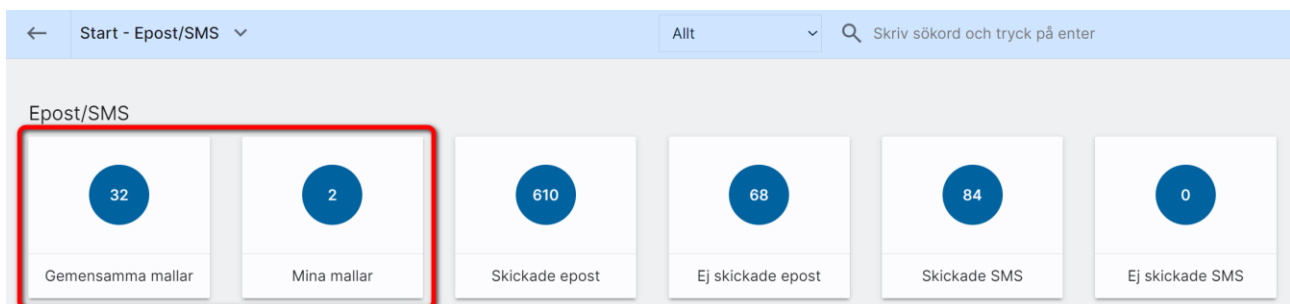 Start - Epost/SMS
Allt
Skriv sökord och tryck på enter
Epost/SMS
32
2
610
68
84
0
Gemensamma mallar
Mina mallar
Skickade epost
Ej skickade epost
Skickade SMS
Ej skickade SMS